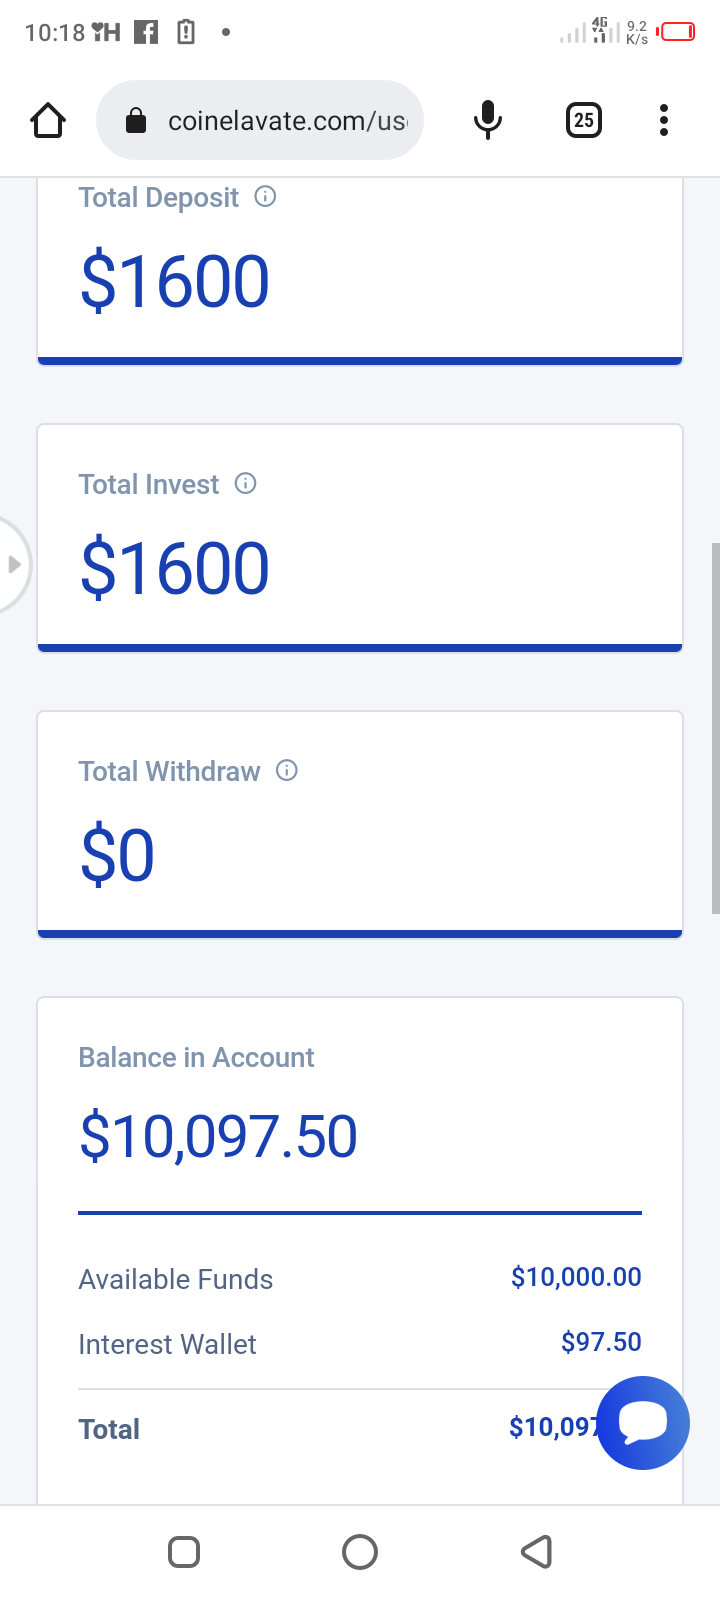 10:18
4G
9.2
K/s
coinelavate.com/us
25
Total Deposit
$1600
Total Invest
$1600
Total Withdraw
$0
Balance in Account
$10,097.50
Available Funds $10,000.00
Interest Wallet $97.50
Total $10,097